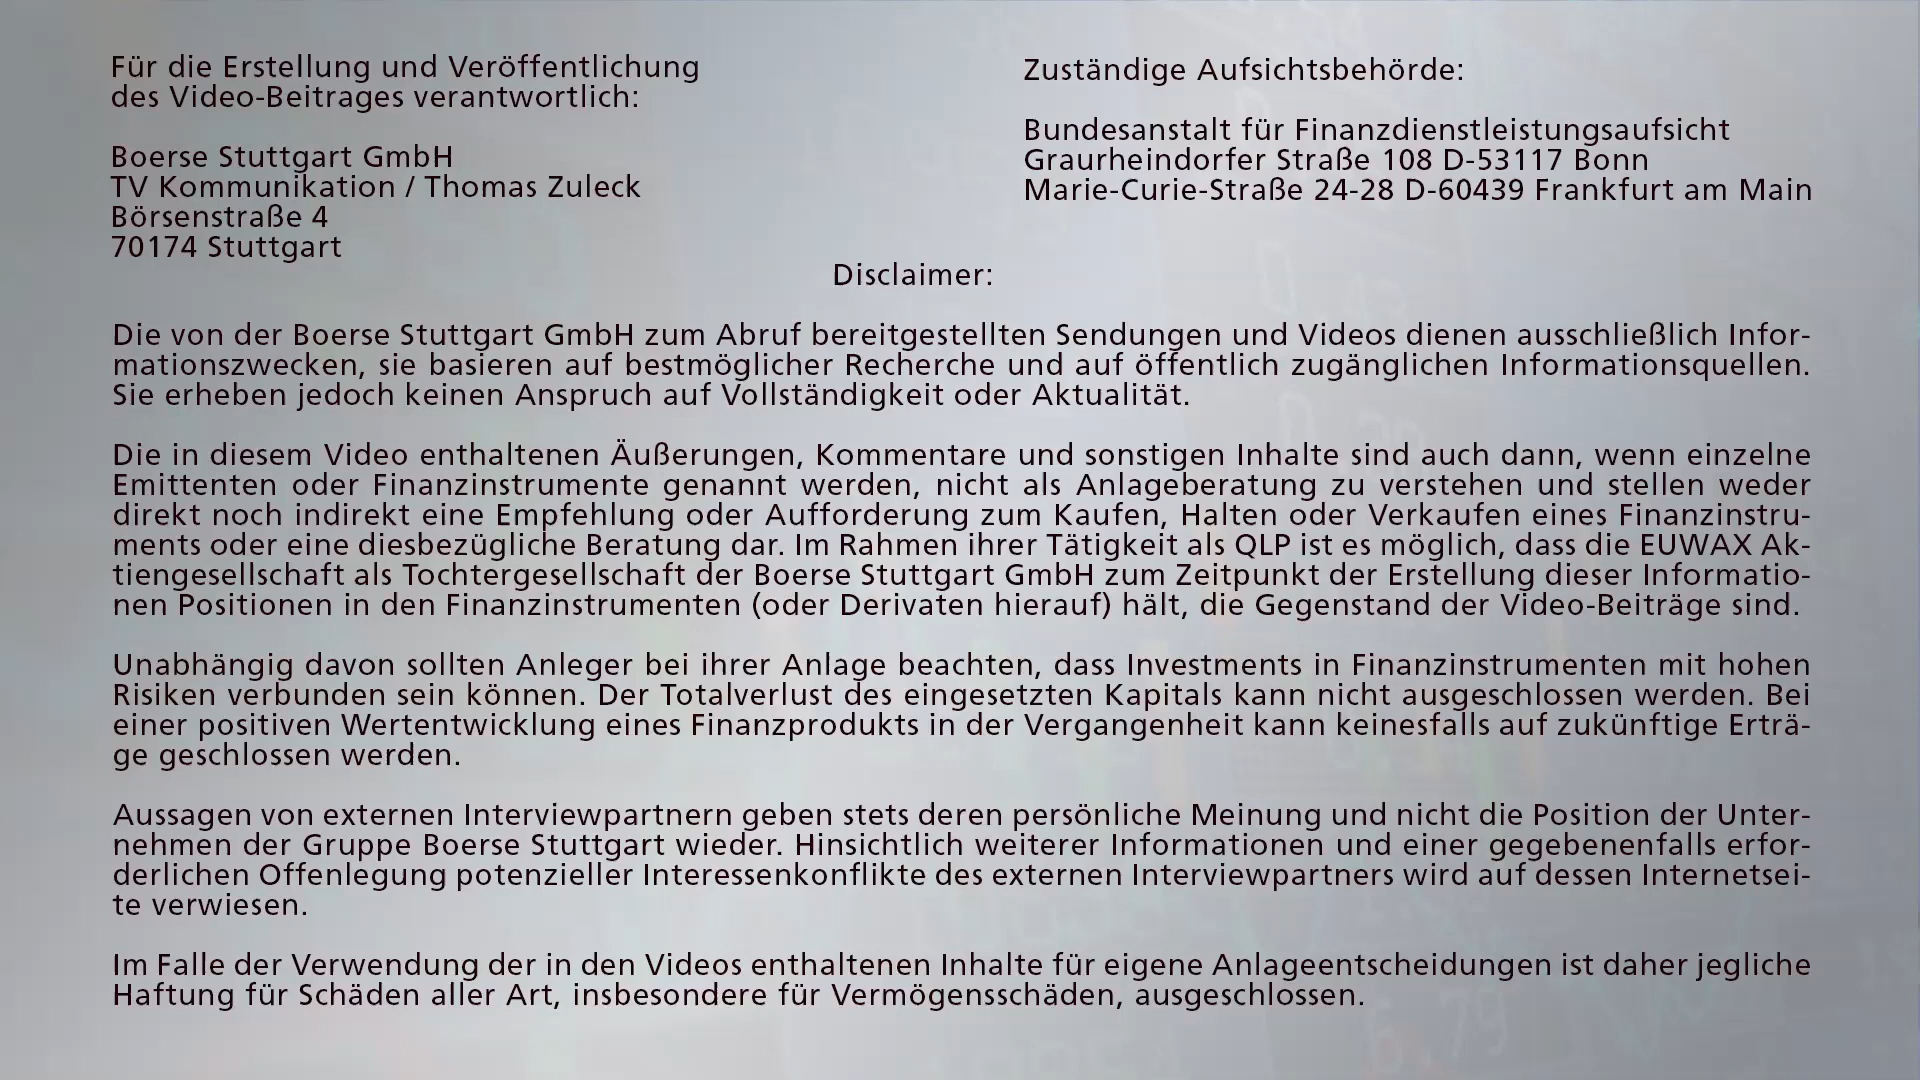 Für die Erstellung und Veröffentlichung
des Video-Beitrages verantwortlich:
Boerse Stuttgart GmbH
TV Kommunikation / Thomas Zuleck
Börsenstraße 4
70174 Stuttgart
Zuständige Aufsichtsbehörde:
Bundesanstalt für Finanzdienstleistungsaufsicht
Graurheindorfer Straße 108 D-53117 Bonn
Marie-Curie-Straße 24-28 D-60439 Frankfurt am Main
Disclaimer:
Die von der Boerse Stuttgart GmbH zum Abruf bereitgestellten Sendungen und Videos dienen ausschließlich Infor-
mationszwecken, sie basieren auf bestmöglicher Recherche und auf öffentlich zugänglichen Informationsquellen.
Sie erheben jedoch keinen Anspruch auf Vollständigkeit oder Aktualität.
Die in diesem Video enthaltenen Äußerungen, Kommentare und sonstigen Inhalte sind auch dann, wenn einzelne
Emittenten oder Finanzinstrumente genannt werden, nicht als Anlageberatung zu verstehen und stellen weder
direkt noch indirekt eine Empfehlung oder Aufforderung zum Kaufen, Halten oder Verkaufen eines Finanzinstru-
ments oder eine diesbezügliche Beratung dar. Im Rahmen ihrer Tätigkeit als QLP ist es möglich, dass die EUWAX Ak-
tiengesellschaft als Tochtergesellschaft der Boerse Stuttgart GmbH zum Zeitpunkt der Erstellung dieser Informatio-
nen Positionen in den Finanzinstrumenten (oder Derivaten hierauf) hält, die Gegenstand der Video-Beiträge sind.
Unabhängig davon sollten Anleger bei ihrer Anlage beachten, dass Investments in Finanzinstrumenten mit hohen
Risiken verbunden sein können. Der Totalverlust des eingesetzten Kapitals kann nicht ausgeschlossen werden. Bei
einer positiven Wertentwicklung eines Finanzprodukts in der Vergangenheit kann keinesfalls auf zukünftige Erträ-
ge geschlossen werden.
Aussagen von externen Interviewpartnern geben stets deren persönliche Meinung und nicht die Position der Unter-
nehmen der Gruppe Boerse Stuttgart wieder. Hinsichtlich weiterer Informationen und einer gegebenenfalls erfor-
derlichen Offenlegung potenzieller Interessenkonflikte des externen Interviewpartners wird auf dessen Internetsei-
te verwiesen.
Im Falle der Verwendung der in den Videos enthaltenen Inhalte für eigene Anlageentscheidungen ist daher jegliche
Haftung für Schäden aller Art, insbesondere für Vermögensschäden, ausgeschlossen.